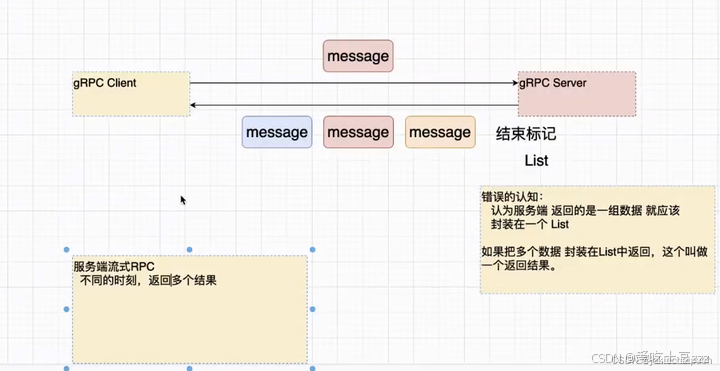 message
gRPC Client
gRPC Server
message
message
message
结束标记
List
错误的认知：
认为服务端 返回的是一组数据 就应该
封装在一个 List
如果把多个数据 封装在List中返回，这个叫做
一个返回结果。
服务端流式RPC
不同的时刻，返回多个结果